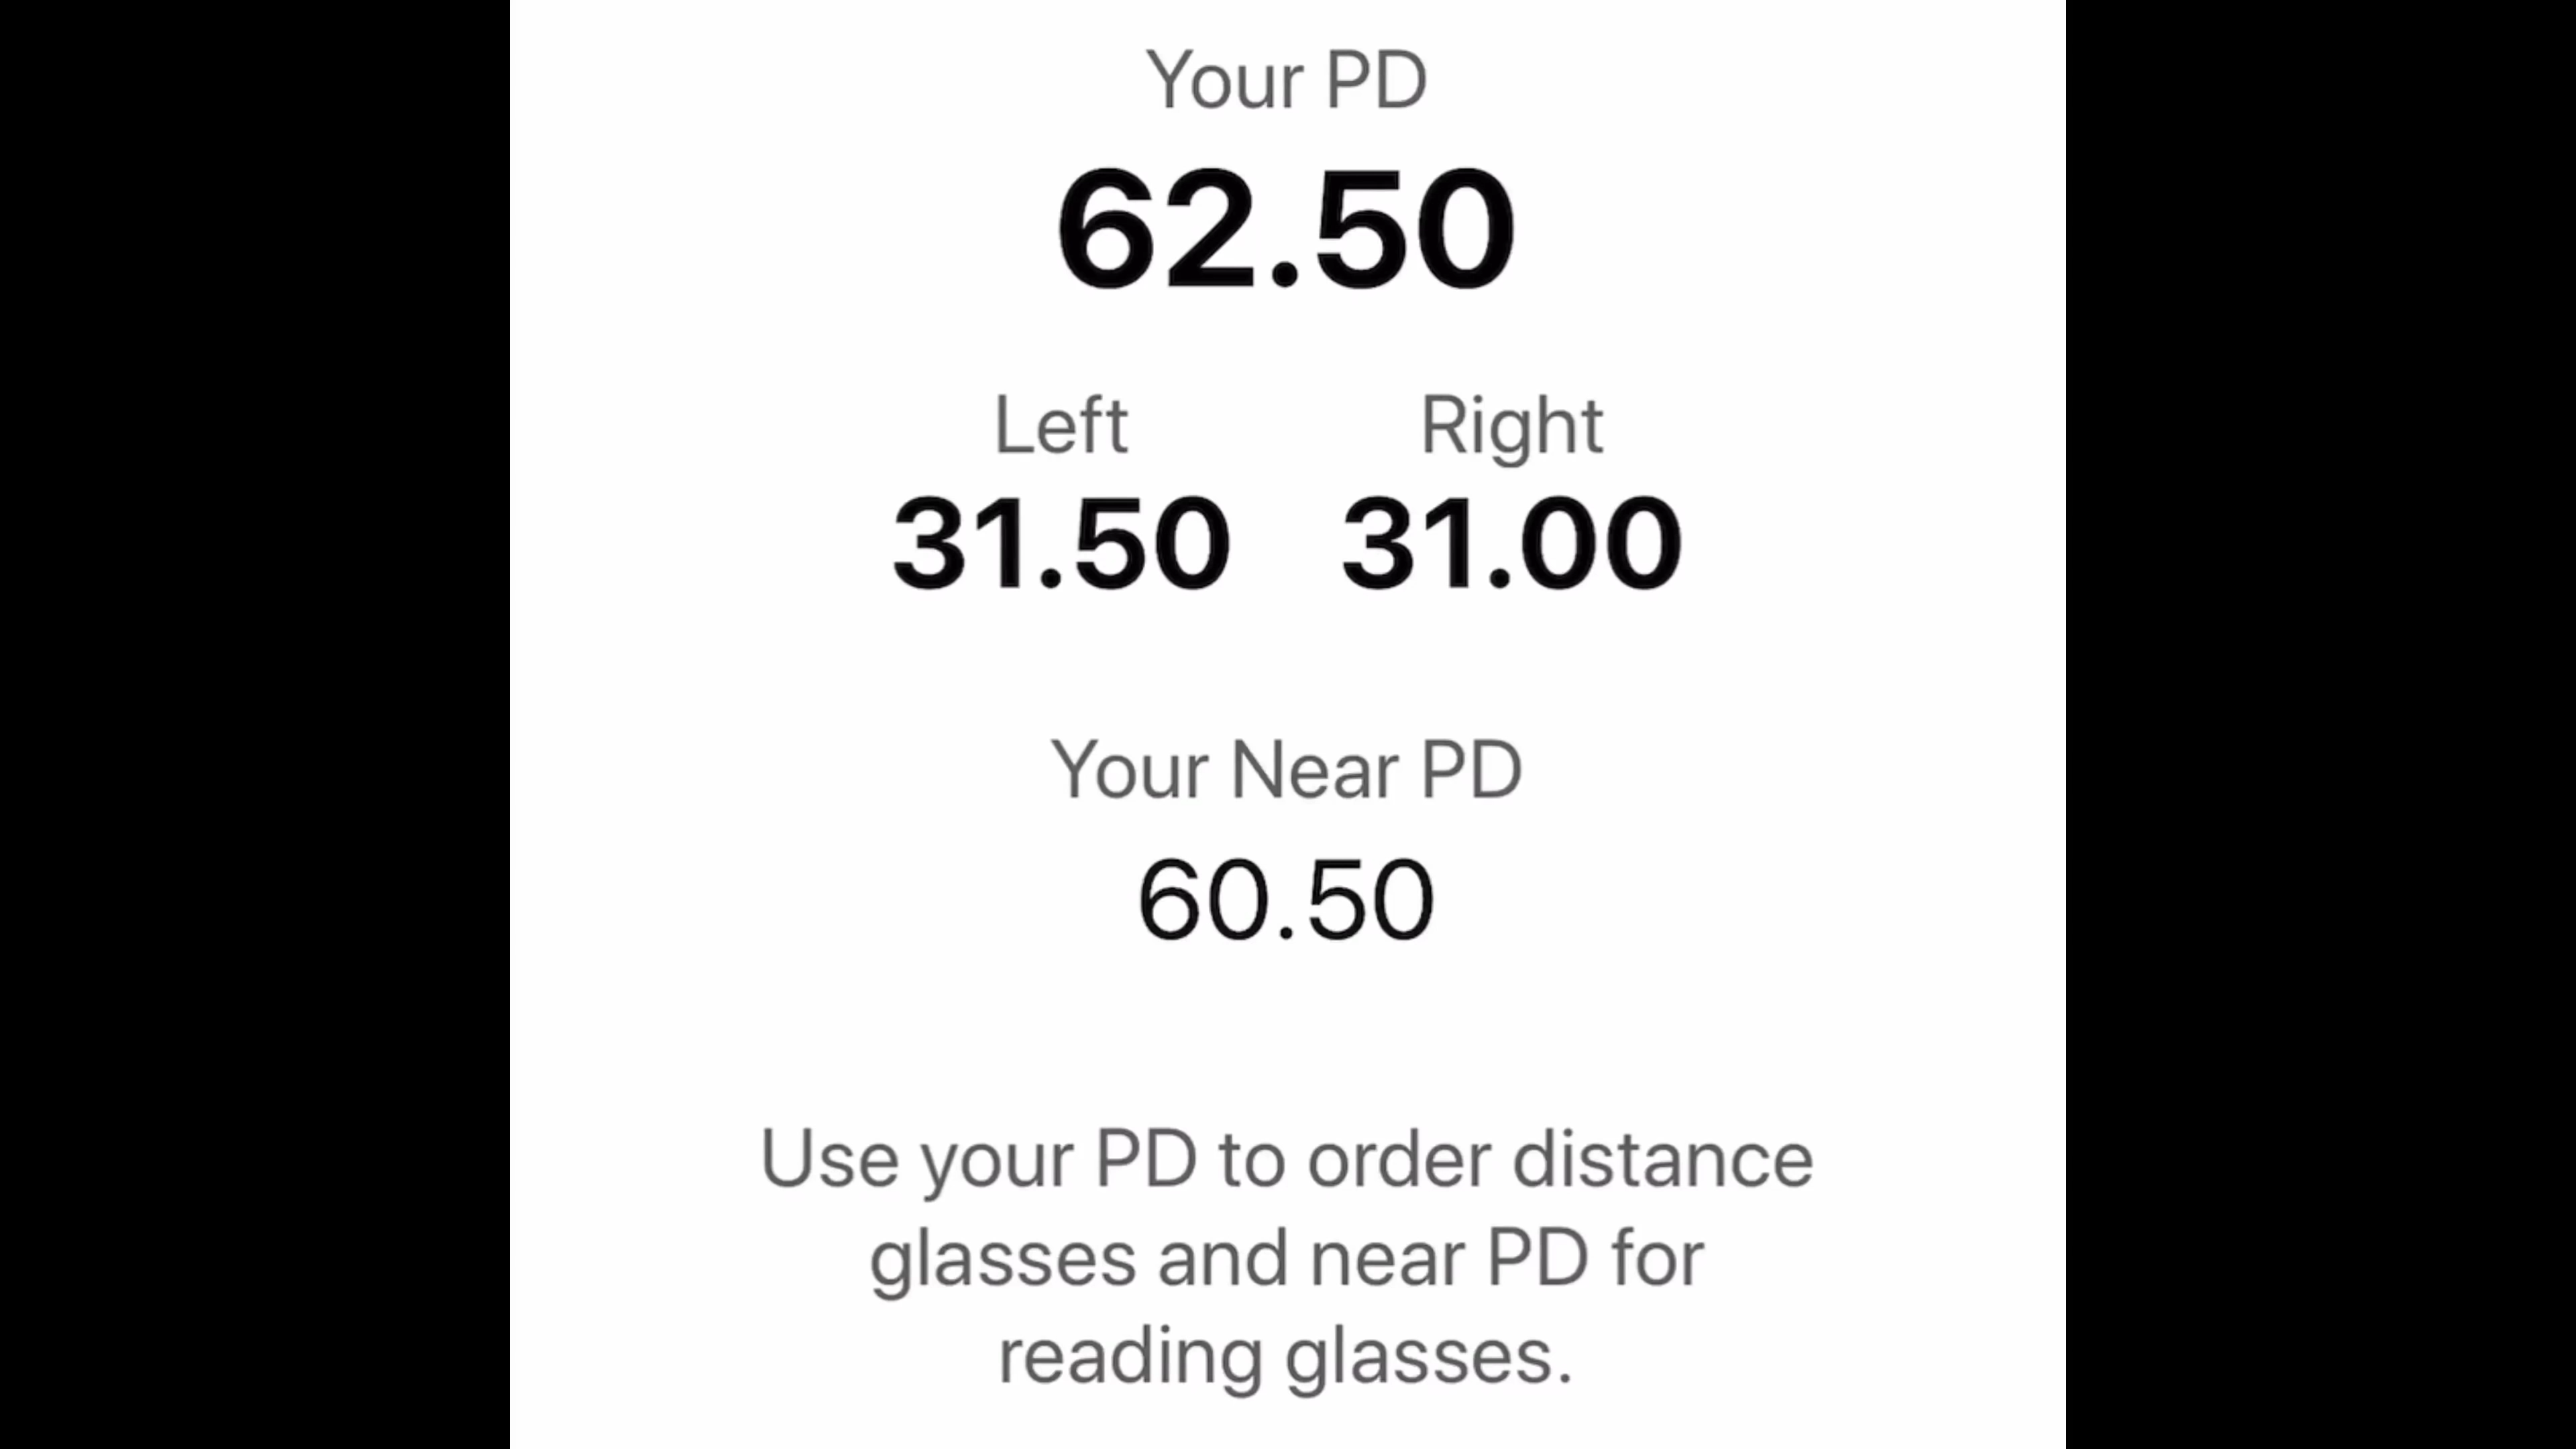 Your PD
62.50
Left Right
31.50 31.00
Your Near PD
60.50
Use your PD to order distance
glasses and near PD for
reading glasses.